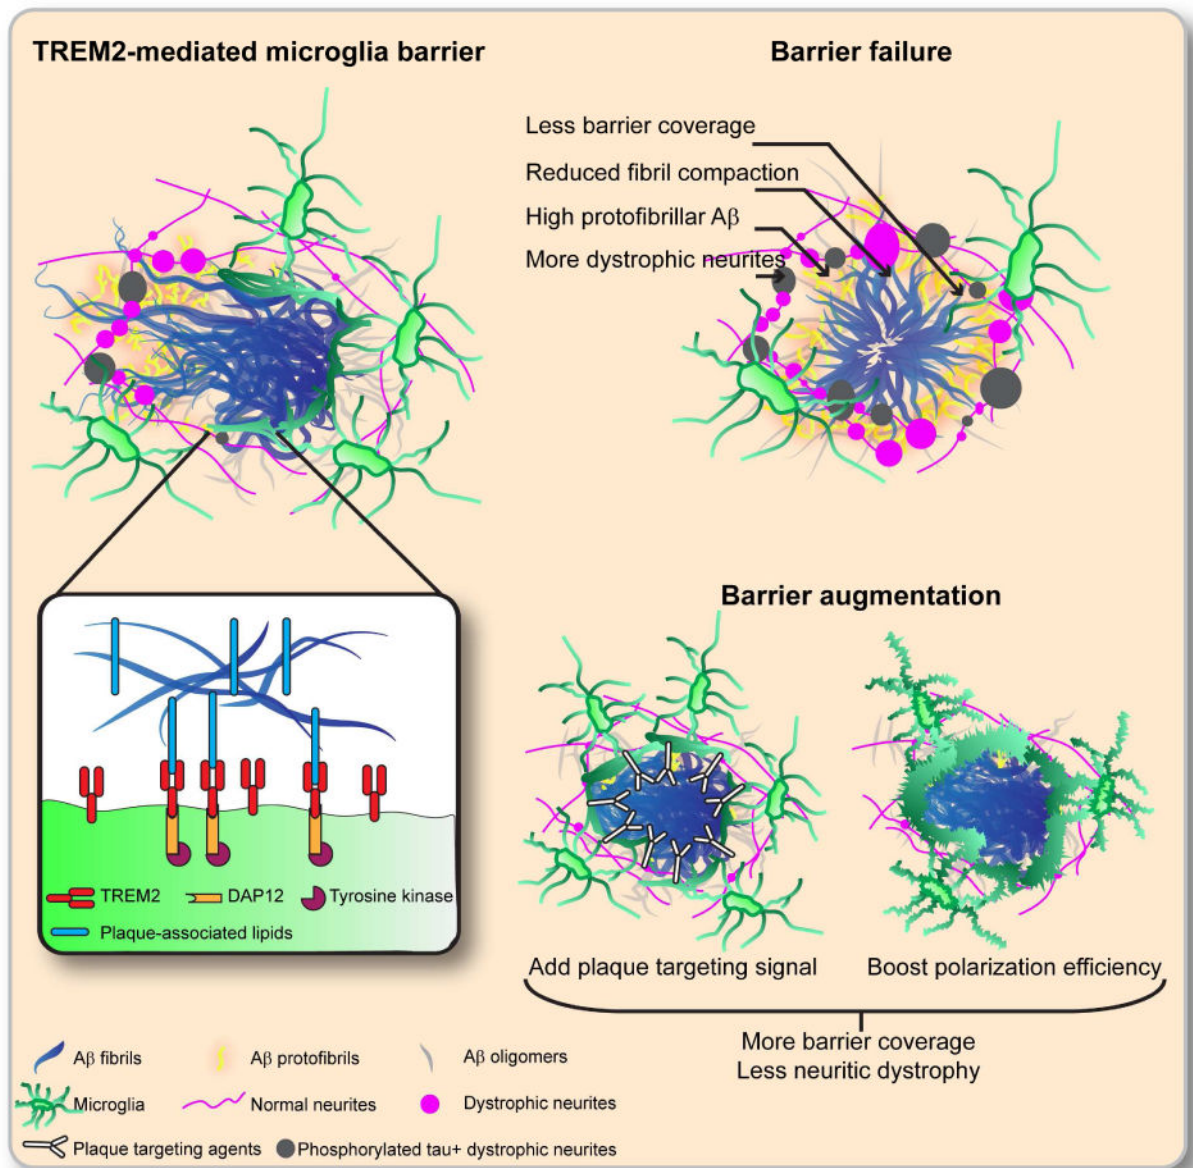 TREM2-mediated microglia barrier
Barrier failure
Less barrier coverage
Reduced fibril compaction
High protofibrillar Aβ
More dystrophic neurites
TREM2
DAP12
Tyrosine kinase
Plaque-associated lipids
Barrier augmentation
Add plaque targeting signal
Boost polarization efficiency
More barrier coverage
Less neuritic dystrophy
Aβ fibrils
Aβ protofibrils
Aβ oligomers
Microglia
Normal neurites
Dystrophic neurites
Plaque targeting agents
Phosphorylated tau+ dystrophic neurites